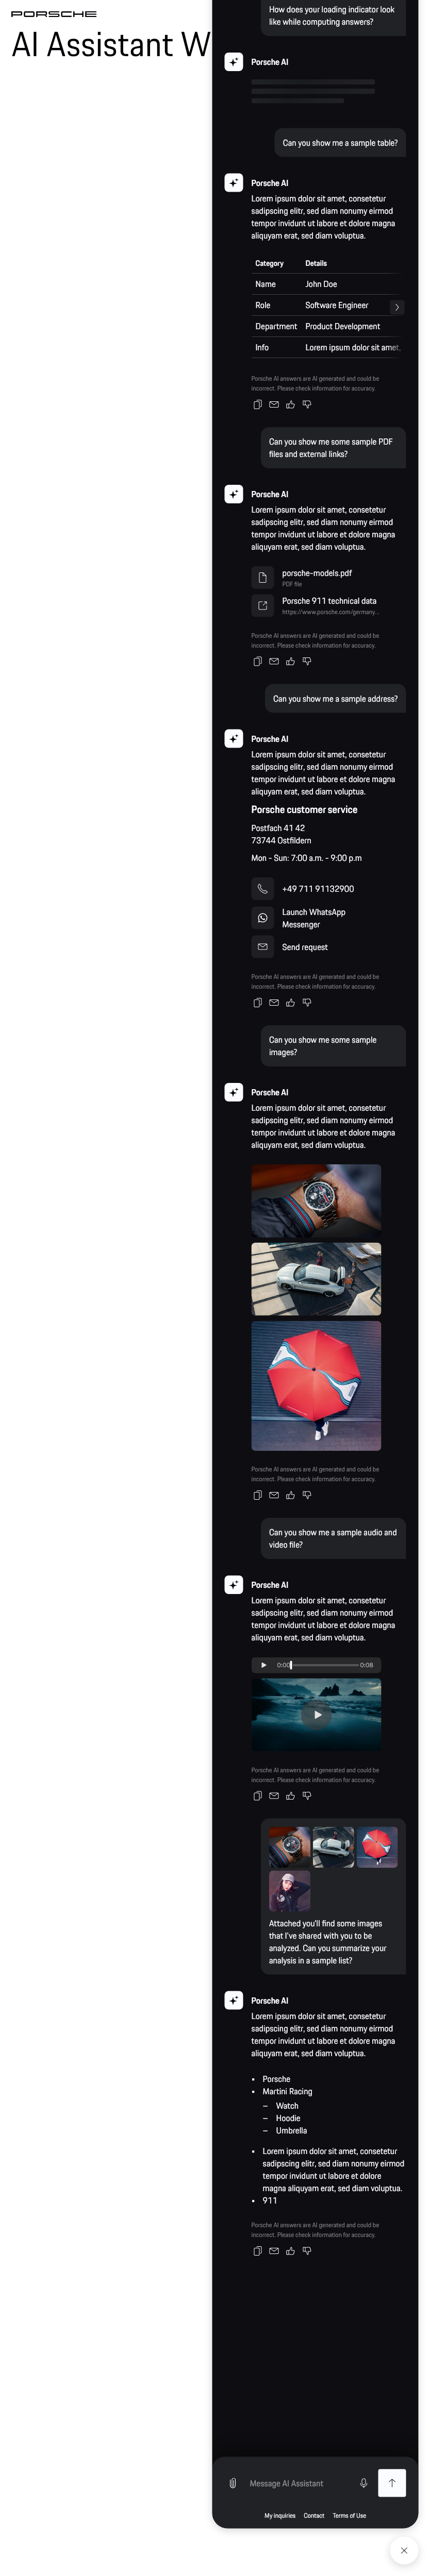 PORSCHE
AI Assistant W
How does your loading indicator look
like while computing answers?
Porsche AI
Can you show me a sample table?
Porsche AI
Lorem ipsum dolor sit amet, consetetur
sadipscing elitr, sed diam nonumy eirmod
tempor invidunt ut labore et dolore magna
aliquyam erat, sed diam voluptua.
Category Details
Name John Doe
Role Software Engineer
Department Product Development
Info Lorem ipsum dolor sit amet,
Porsche AI answers are AI generated and could be
incorrect. Please check information for accuracy.
Can you show me some sample PDF
files and external links?
Porsche AI
Lorem ipsum dolor sit amet, consetetur
sadipscing elitr, sed diam nonumy eirmod
tempor invidunt ut labore et dolore magna
aliquyam erat, sed diam voluptua.
porsche-models.pdf
PDF file
Porsche 911 technical data
https://www.porsche.com/germany...
Porsche AI answers are AI generated and could be
incorrect. Please check information for accuracy.
Can you show me a sample address?
Porsche AI
Lorem ipsum dolor sit amet, consetetur
sadipscing elitr, sed diam nonumy eirmod
tempor invidunt ut labore et dolore magna
aliquyam erat, sed diam voluptua.
Porsche customer service
Postfach 41 42
73744 Ostfildern
Mon - Sun: 7:00 a.m. - 9:00 p.m
+49 711 91132900
Launch WhatsApp
Messenger
Send request
Porsche AI answers are AI generated and could be
incorrect. Please check information for accuracy.
Can you show me some sample
images?
Porsche AI
Lorem ipsum dolor sit amet, consetetur
sadipscing elitr, sed diam nonumy eirmod
tempor invidunt ut labore et dolore magna
aliquyam erat, sed diam voluptua.
Porsche AI answers are AI generated and could be
incorrect. Please check information for accuracy.
Can you show me a sample audio and
video file?
Porsche AI
Lorem ipsum dolor sit amet, consetetur
sadipscing elitr, sed diam nonumy eirmod
tempor invidunt ut labore et dolore magna
aliquyam erat, sed diam voluptua.
0:00 0:08
Porsche AI answers are AI generated and could be
incorrect. Please check information for accuracy.
Attached you'll find some images
that I've shared with you to be
analyzed. Can you summarize your
analysis in a sample list?
Porsche AI
Lorem ipsum dolor sit amet, consetetur
sadipscing elitr, sed diam nonumy eirmod
tempor invidunt ut labore et dolore magna
aliquyam erat, sed diam voluptua.
• Porsche
• Martini Racing
– Watch
– Hoodie
– Umbrella
• Lorem ipsum dolor sit amet, consetetur
sadipscing elitr, sed diam nonumy eirmod
tempor invidunt ut labore et dolore
magna aliquyam erat, sed diam voluptua.
• 911
Porsche AI answers are AI generated and could be
incorrect. Please check information for accuracy.
Message AI Assistant
My inquiries Contact Terms of Use